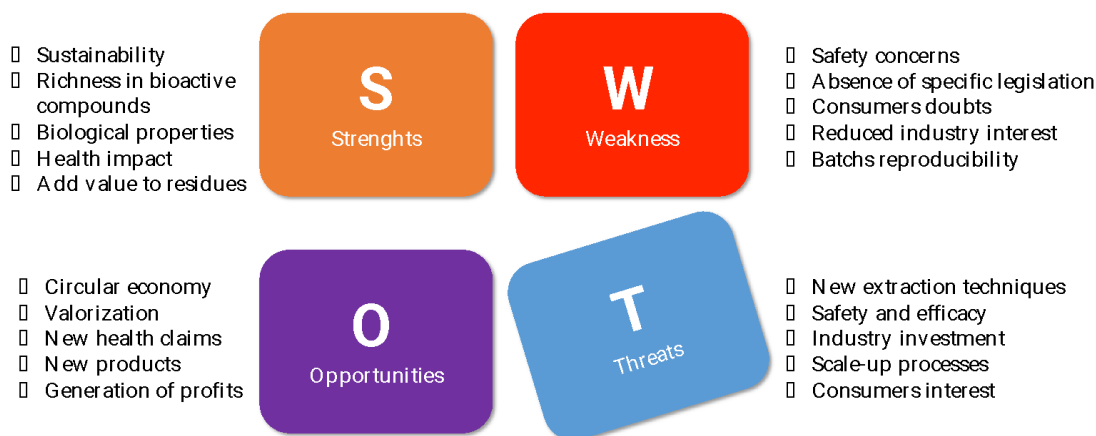 Sustainability
Richness in bioactive
compounds
Biological properties
Health impact
Add value to residues
S
Strenghts
W
Weakness
Safety concerns
Absence of specific legislation
Consumers doubts
Reduced industry interest
Batchs reproducibility
Circular economy
Valorization
New health claims
New products
Generation of profits
O
Opportunities
T
Threats
New extraction techniques
Safety and efficacy
Industry investment
Scale-up processes
Consumers interest